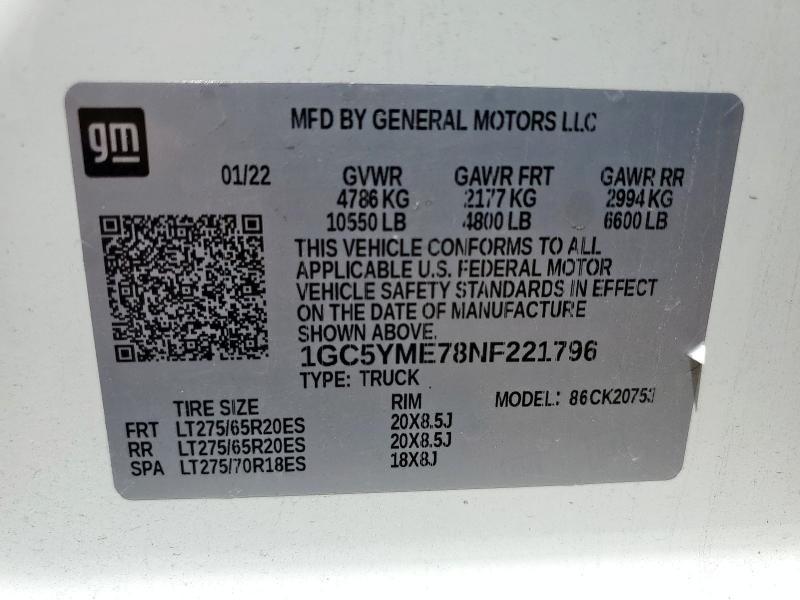 gm
MFD BY GENERAL MOTORS LLC
01/22 GVWR GAWR FRT GAWR RR
4786 KG 2177 KG 2994 KG
10550 LB 4800 LB 6600 LB
THIS VEHICLE CONFORMS TO ALL
APPLICABLE U.S. FEDERAL MOTOR
VEHICLE SAFETY STANDARDS IN EFFECT
ON THE DATE OF MANUFACTURE
SHOWN ABOVE.
1GC5YME78NF221796
TYPE: TRUCK
MODEL:
TIRE SIZE RIM
FRT LT275/65R20ES 20X8.5J
RR LT275/65R20ES 20X8.5J
SPA LT275/70R18ES 18X8J